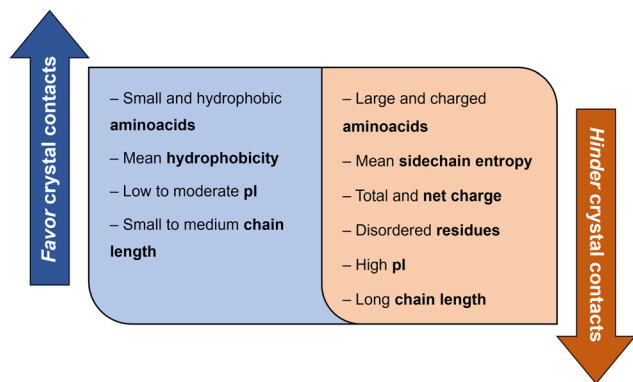 Favor crystal contacts
– Small and hydrophobic
aminoacids
– Mean hydrophobicity
– Low to moderate pI
– Small to medium chain
length
– Large and charged
aminoacids
– Mean sidechain entropy
– Total and net charge
– Disordered residues
– High pI
– Long chain length
Hinder crystal contacts